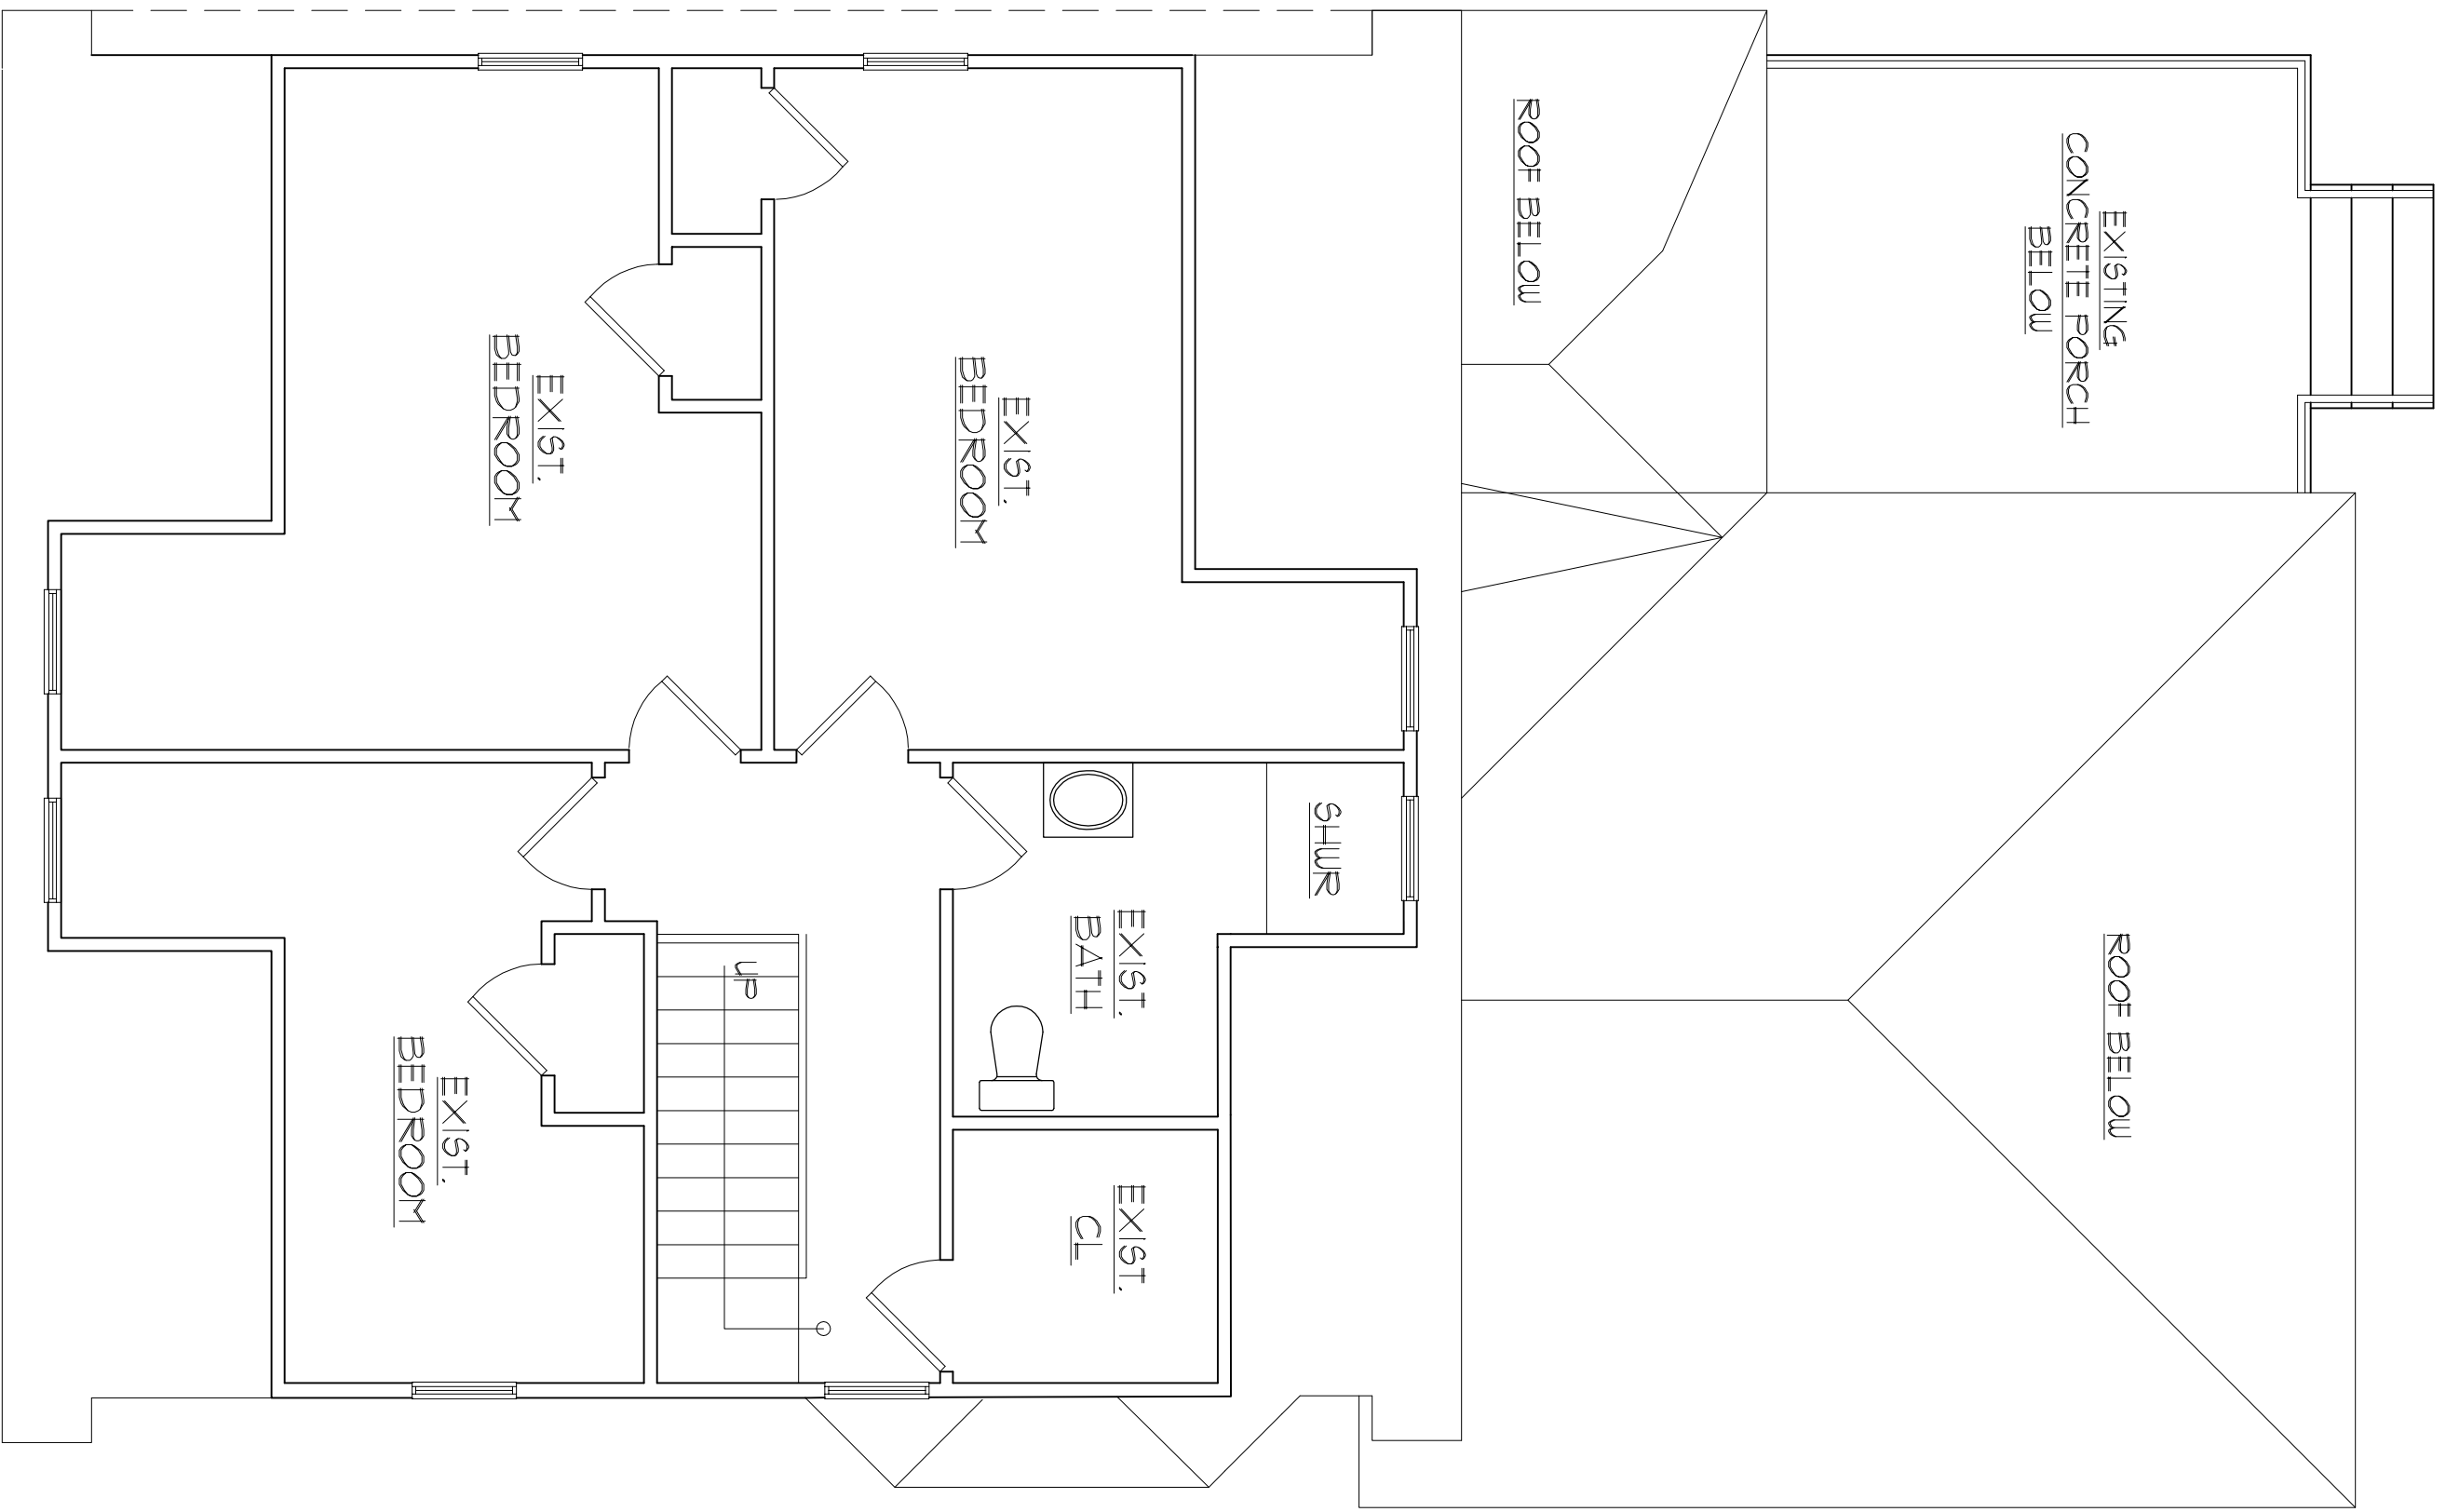 EXISTING
CONCRETE PORCH
BELOW
ROOF BELOW
EXIST.
BEDROOM
EXIST.
BEDROOM
ROOF BELOW
SHWR
EXIST.
BATH
UP
EXIST.
BEDROOM
EXIST.
CL